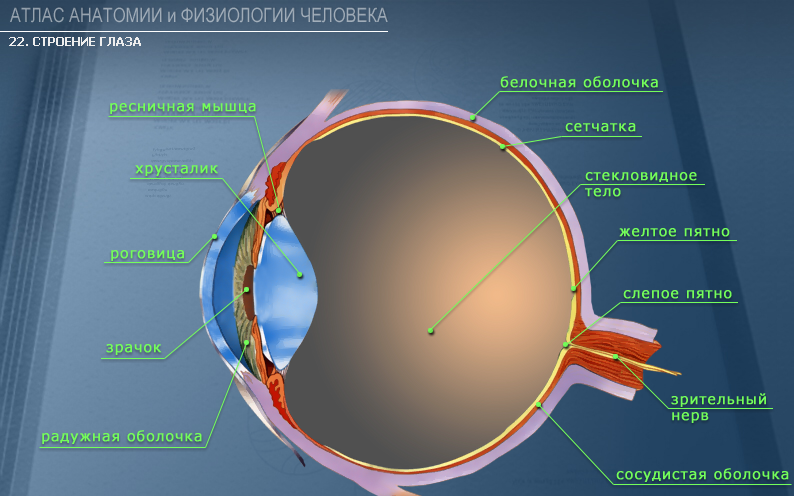 АТЛАС АНАТОМИИ и ФИЗИОЛОГИИ ЧЕЛОВЕКА
22. СТРОЕНИЕ ГЛАЗА
белочная оболочка
ресничная мышца
сетчатка
хрусталик
стекловидное
тело
желтое пятно
роговица
слепое пятно
зрачок
зрительный
нерв
радужная оболочка
сосудистая оболочка